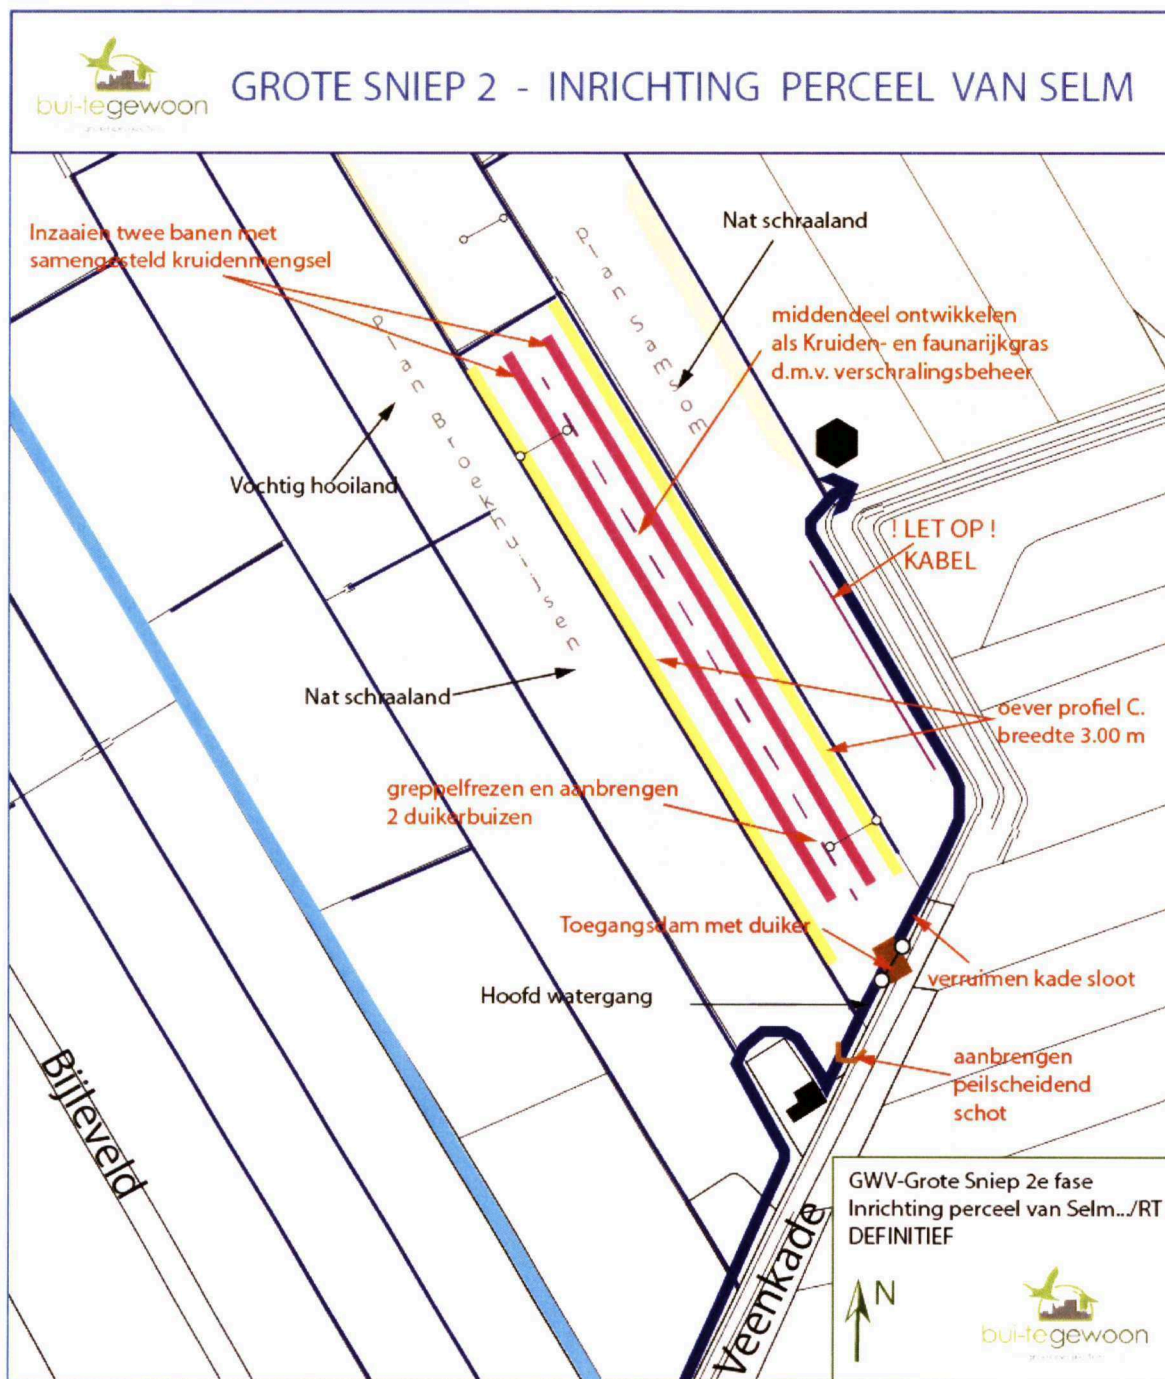 bui-tegewoon
GROTE SNIEP 2 - INRICHTING PERCEEL VAN SELM
Inzaaien twee banen met
samengesteld kruidenmengsel
Nat schraaland
plan Samsom
middendeel ontwikkelen
als Kruiden- en faunarijkgras
d.m.v. verschralingsbeheer
plan Broekhuijsen
Vochtig hooiland
! LET OP !
KABEL
Nat schraaland
oever profiel C.
breedte 3.00 m
greppelfrezen en aanbrengen
2 duikerbuizen
Toegangsdam met duiker
verruimen kade sloot
Hoofd watergang
aanbrengen
peilscheidend
schot
Bijleveld
Veenkade
GWV-Grote Sniep 2e fase
Inrichting perceel van Selm.../RT
DEFINITIEF
N
bui-tegewoon